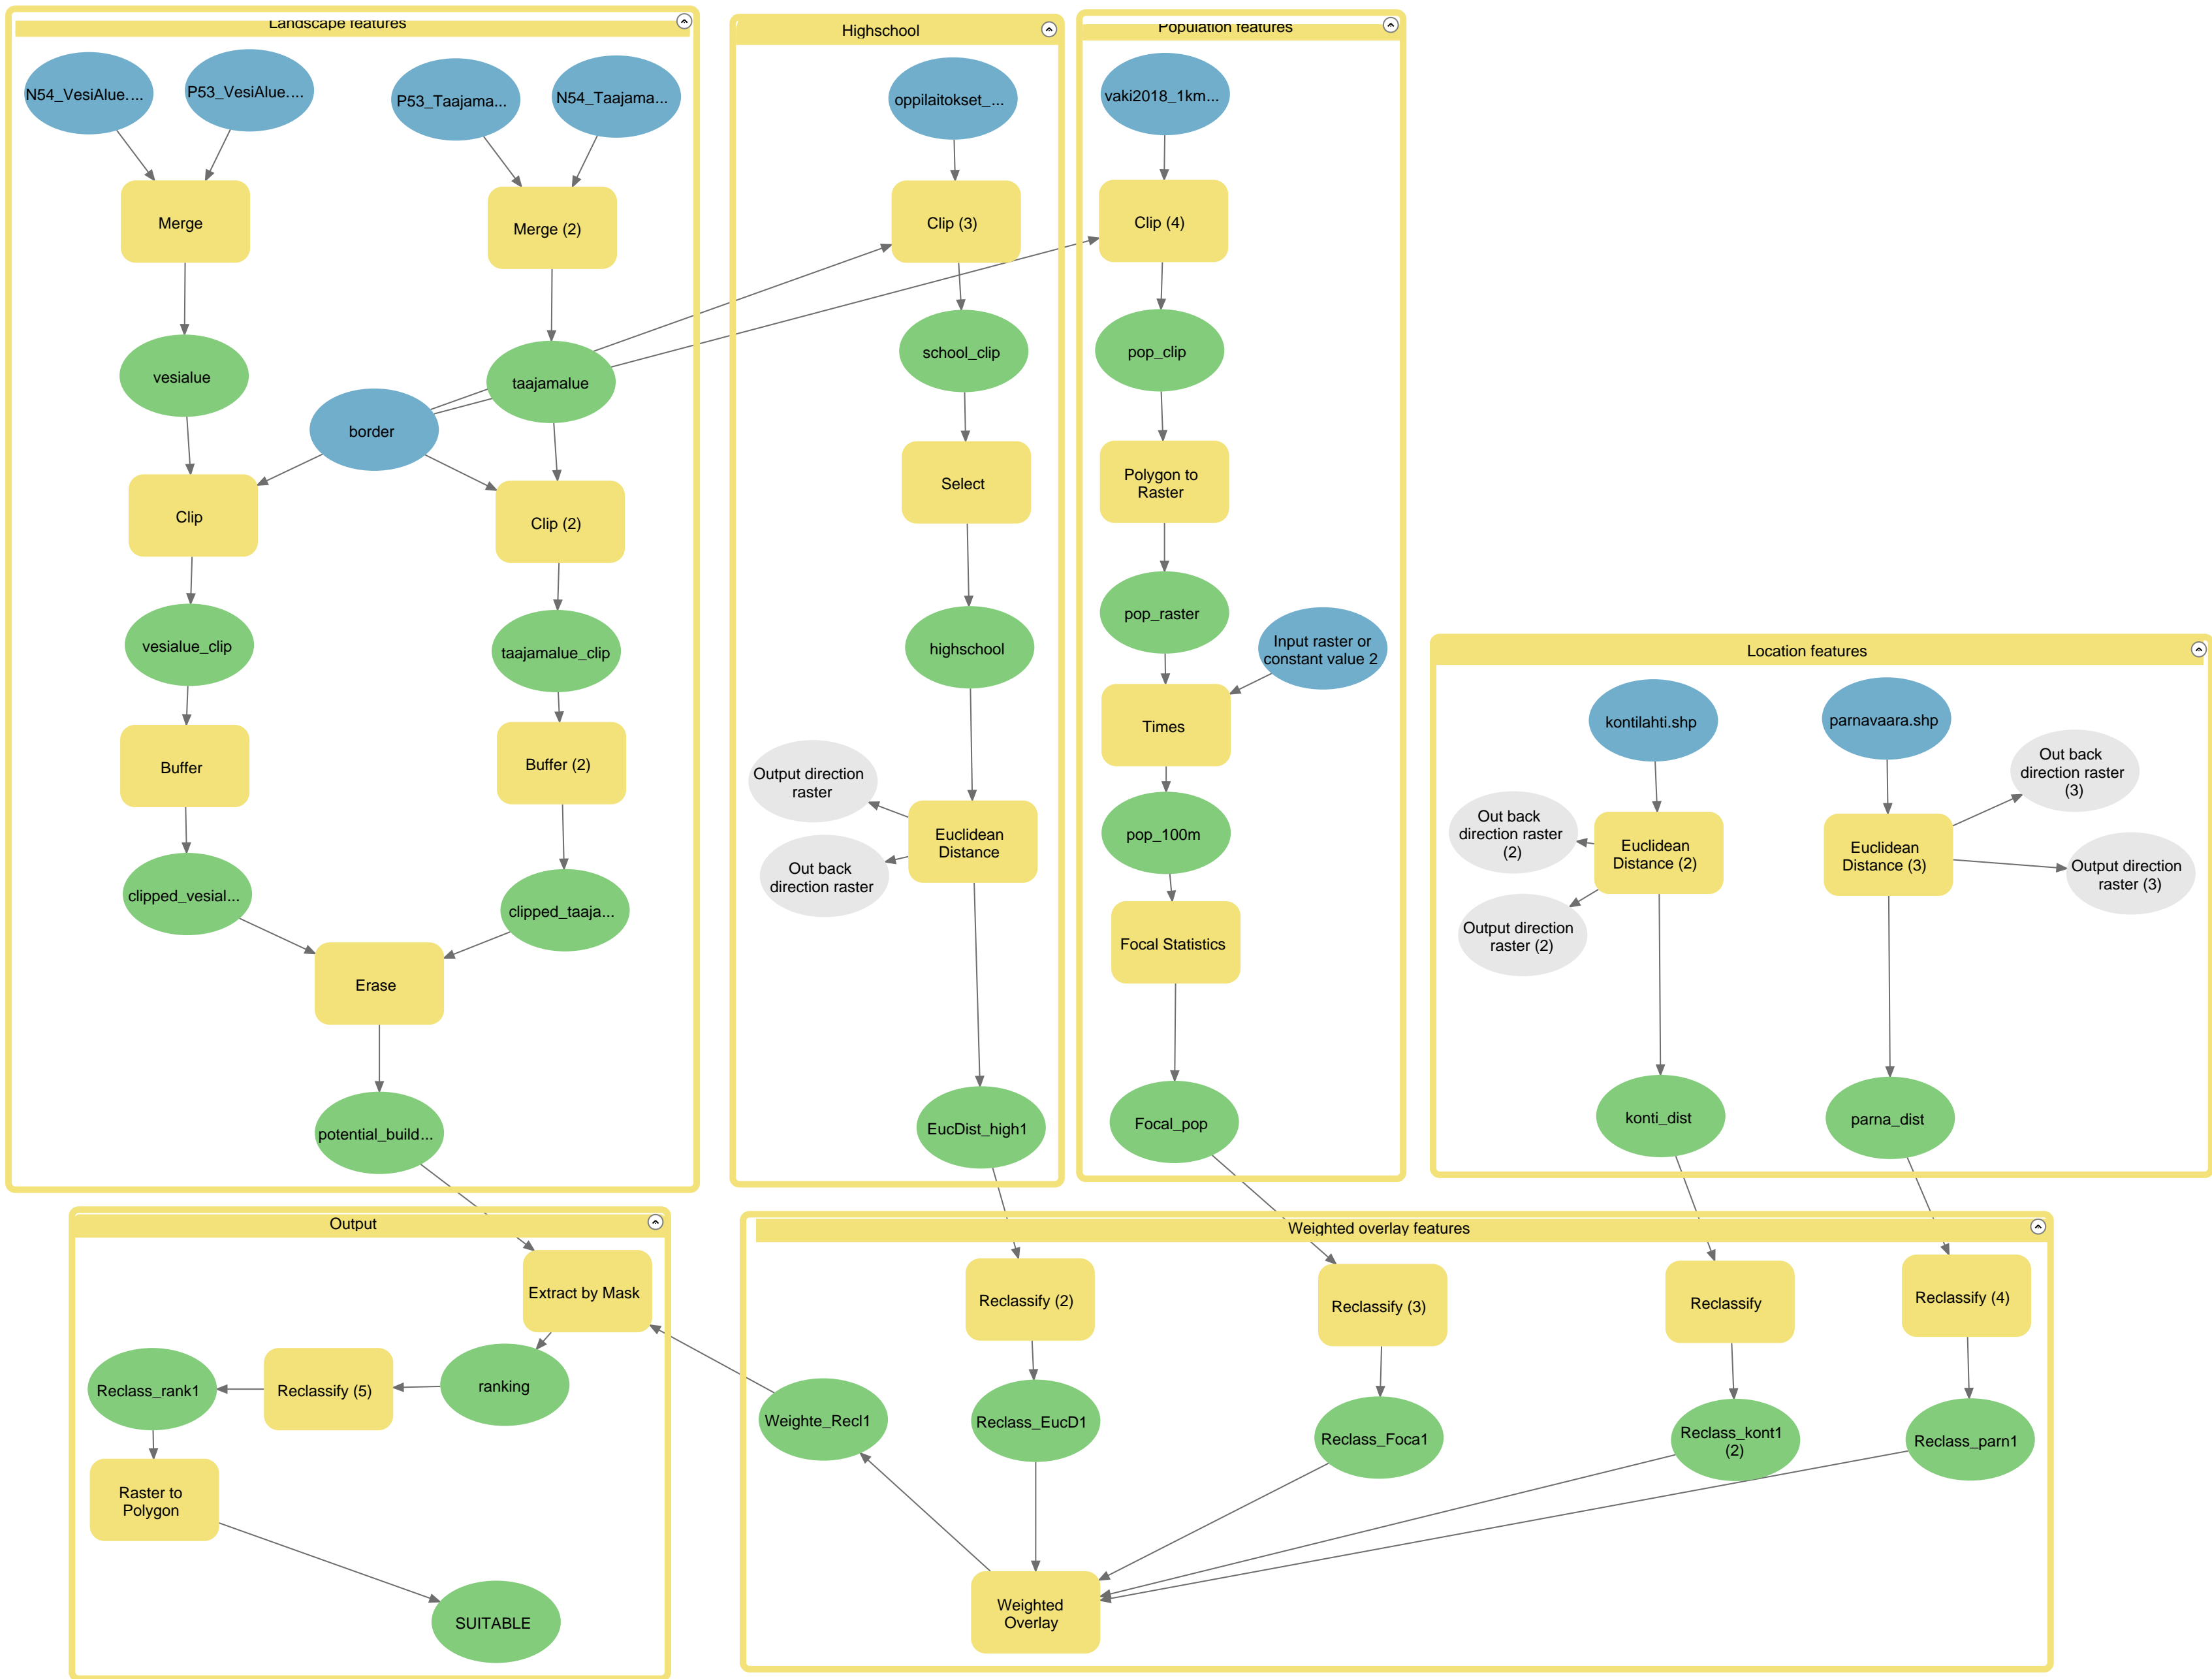 Landscape features
N54_VesiAlue....
P53_VesiAlue....
P53_Taajama...
N54_Taajama...
Merge
Merge (2)
vesialue
taajamalue
border
Clip
Clip (2)
vesialue_clip
taajamalue_clip
Buffer
Buffer (2)
clipped_vesial...
clipped_taaja...
Erase
potential_build...
Highschool
oppilaitokset_...
Clip (3)
school_clip
Select
highschool
Output direction
raster
Out back
direction raster
Euclidean
Distance
EucDist_high1
Population features
vaki2018_1km...
Clip (4)
pop_clip
Polygon to
Raster
pop_raster
Input raster or
constant value 2
Times
pop_100m
Focal Statistics
Focal_pop
Location features
kontilahti.shp
parnavaara.shp
Out back
direction raster
(2)
Euclidean
Distance (2)
Output direction
raster (2)
Euclidean
Distance (3)
Out back
direction raster
(3)
Output direction
raster (3)
konti_dist
parna_dist
Output
Extract by Mask
ranking
Reclassify (5)
Reclass_rank1
Raster to
Polygon
SUITABLE
Weighted overlay features
Reclassify (2)
Reclassify (3)
Reclassify
Reclassify (4)
Weighte_Recl1
Reclass_EucD1
Reclass_Foca1
Reclass_kont1
(2)
Reclass_parn1
Weighted
Overlay